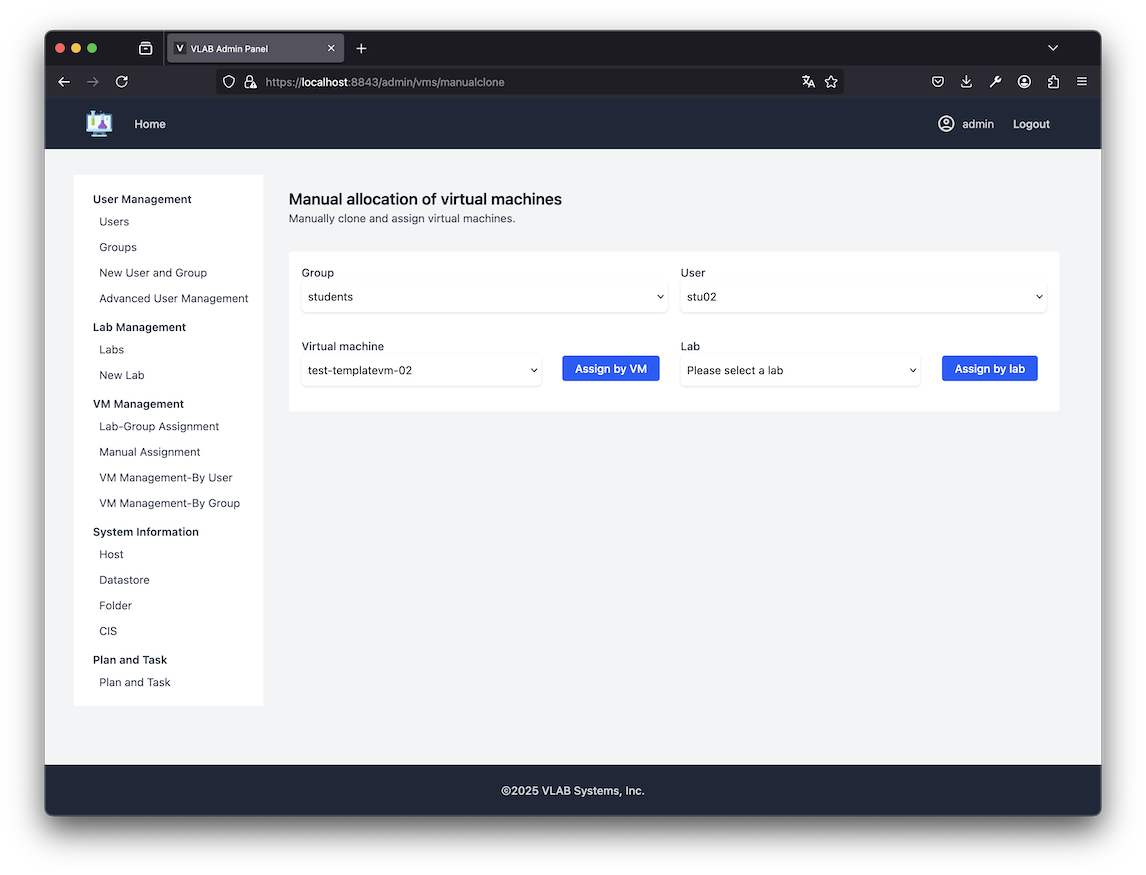 V VLAB Admin Panel
https://localhost:8843/admin/vms/manualclone
Home
admin
Logout
User Management
Users
Groups
New User and Group
Advanced User Management
Lab Management
Labs
New Lab
VM Management
Lab-Group Assignment
Manual Assignment
VM Management-By User
VM Management-By Group
System Information
Host
Datastore
Folder
CIS
Plan and Task
Plan and Task
Manual allocation of virtual machines
Manually clone and assign virtual machines.
Group
students
User
stu02
Virtual machine
test-templatevm-02
Assign by VM
Lab
Please select a lab
Assign by lab
©2025 VLAB Systems, Inc.